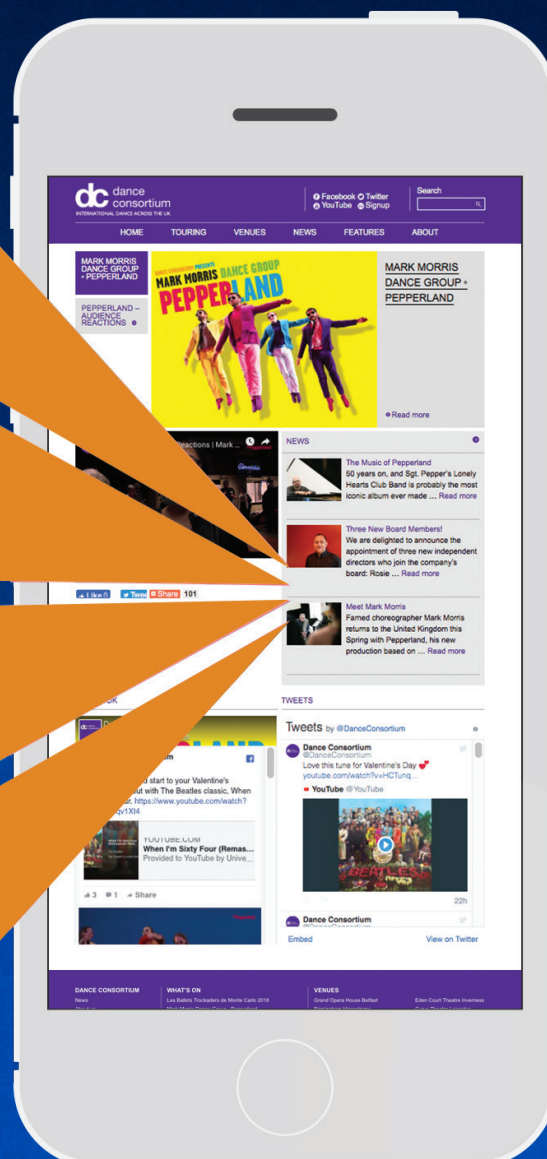 dc dance
consortium
INTERNATIONAL DANCE ACROSS THE UK
Facebook Twitter
YouTube Signup
Search
HOME TOURING VENUES NEWS FEATURES ABOUT
MARK MORRIS
DANCE GROUP
- PEPPERLAND
PEPPERLAND –
AUDIENCE
REACTIONS
DANCE CONSORTIUM PRESENTS
MARK MORRIS DANCE GROUP
PEPPERLAND
MARK MORRIS
DANCE GROUP -
PEPPERLAND
Read more
Reactions | Mark ...
NEWS
The Music of Pepperland
50 years on, and Sgt. Pepper's Lonely
Hearts Club Band is probably the most
iconic album ever made ... Read more
Three New Board Members!
We are delighted to announce the
appointment of three new independent
directors who join the company's
board: Rosie ... Read more
Meet Mark Morris
Famed choreographer Mark Morris
returns to the United Kingdom this
Spring with Pepperland, his new
production based on ... Read more
Like 0 Twee Share 101
TWEETS
Tweets by @DanceConsortium
Dance Consortium
@DanceConsortium
Love this tune for Valentine's Day
youtube.com/watch?v=HCTunq...
YouTube @YouTube
BEATLES
22h
Dance Consortium
Embed View on Twitter
start to your Valentine's
out with The Beatles classic, When
https://www.youtube.com/watch?
YOUTUBE.COM
When I'm Sixty Four (Remas...
Provided to YouTube by Unive...
3 1 Share
DANCE CONSORTIUM
News
WHAT'S ON
Les Ballets Trockadero de Monte Carlo 2018
VENUES
Grand Opera House Belfast
Eden Court Theatre Inverness